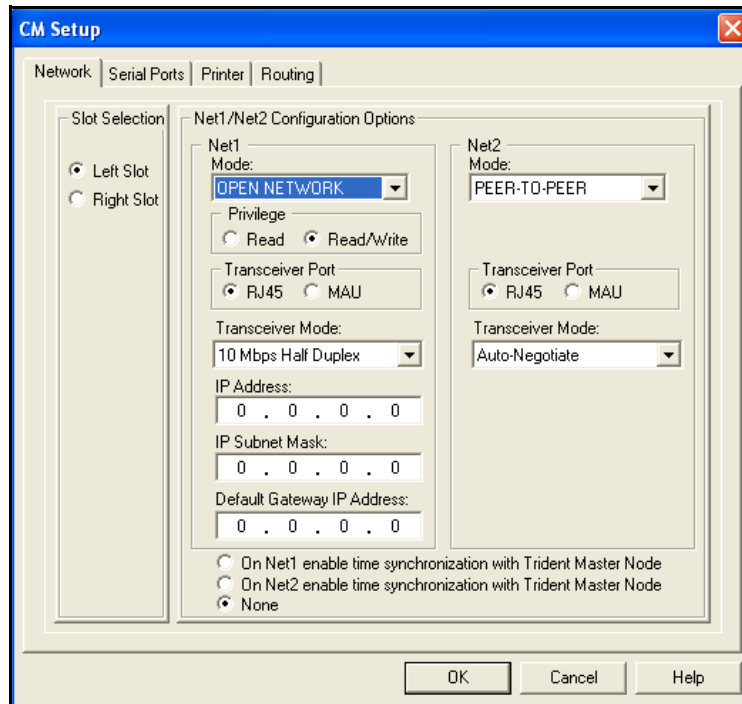 CM Setup
Network Serial Ports Printer Routing
Slot Selection
Left Slot
Right Slot
Net1/Net2 Configuration Options
Net1
Mode:
OPEN NETWORK
Privilege
Read Read/Write
Transceiver Port
RJ45 MAU
Transceiver Mode:
10 Mbps Half Duplex
IP Address:
0 . 0 . 0 . 0
IP Subnet Mask:
0 . 0 . 0 . 0
Default Gateway IP Address:
0 . 0 . 0 . 0
Net2
Mode:
PEER-TO-PEER
Transceiver Port
RJ45 MAU
Transceiver Mode:
Auto-Negotiate
On Net1 enable time synchronization with Trident Master Node
On Net2 enable time synchronization with Trident Master Node
None
OK Cancel Help